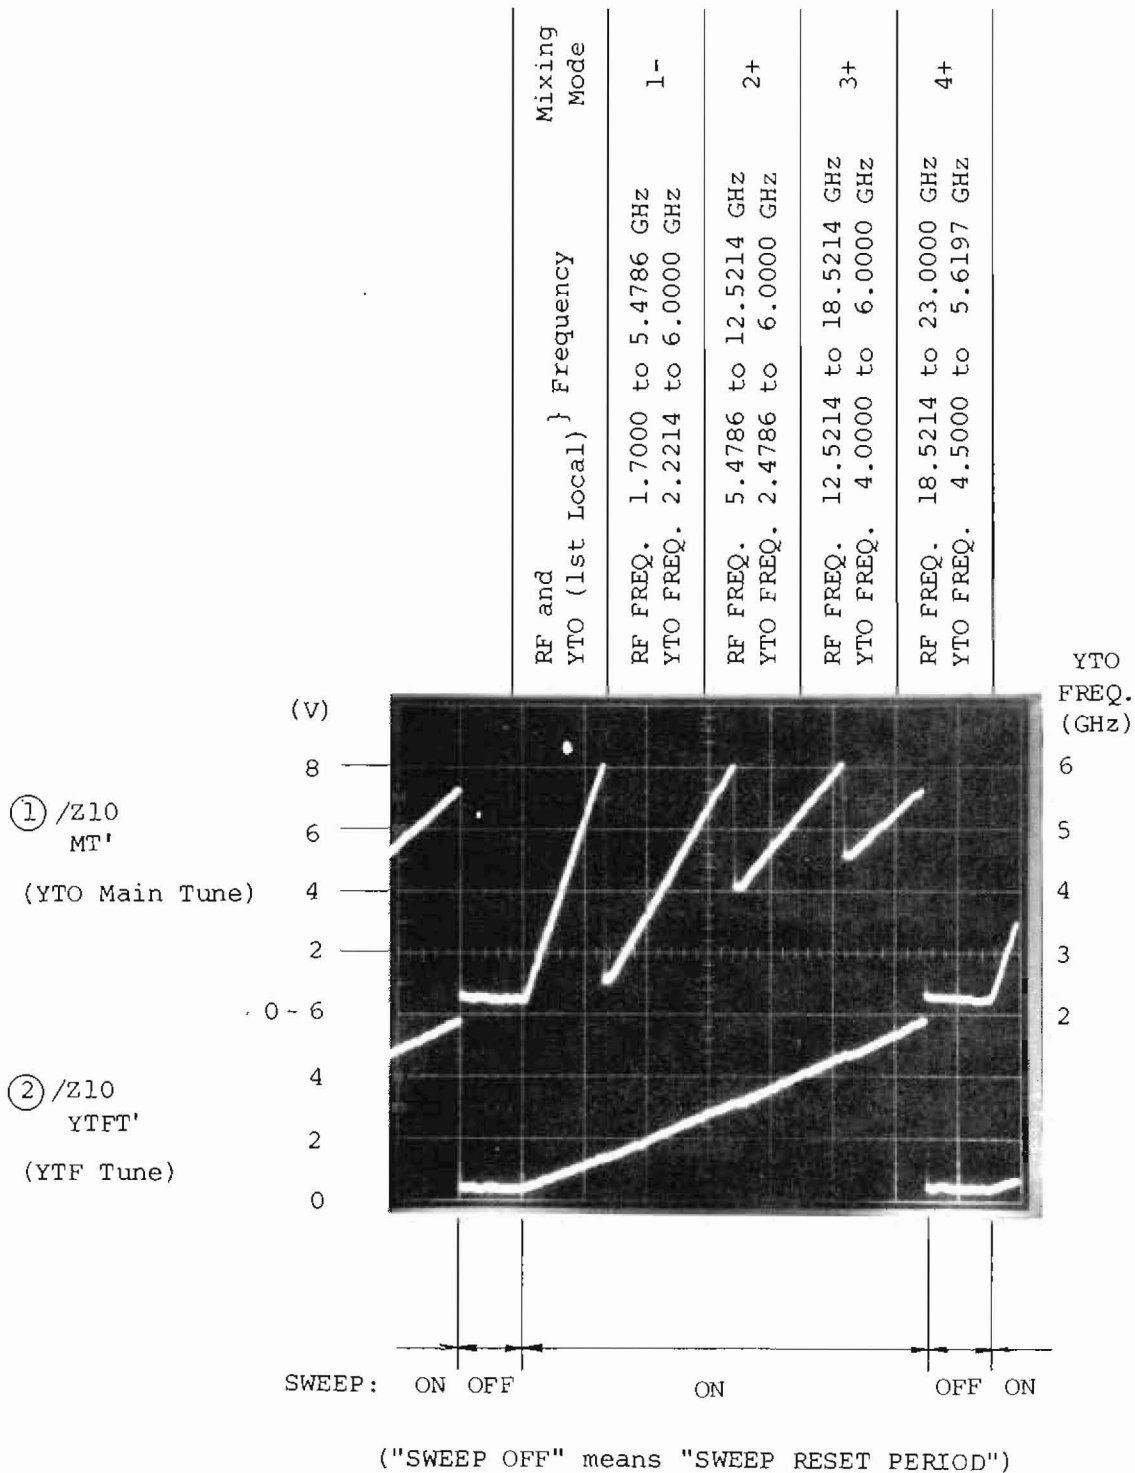 Mixing
Mode
RF and
YTO (1st Local) } Frequency
1-
RF FREQ. 1.7000 to 5.4786 GHz
YTO FREQ. 2.2214 to 6.0000 GHz
2+
RF FREQ. 5.4786 to 12.5214 GHz
YTO FREQ. 2.4786 to 6.0000 GHz
3+
RF FREQ. 12.5214 to 18.5214 GHz
YTO FREQ. 4.0000 to 6.0000 GHz
4+
RF FREQ. 18.5214 to 23.0000 GHz
YTO FREQ. 4.5000 to 5.6197 GHz
YTO
FREQ.
(GHz)
(V)
8
6
4
2
0-6
4
2
0
6
5
4
3
2
① /Z10
MT'
(YTO Main Tune)
② /Z10
YTFT'
(YTF Tune)
SWEEP: ON OFF ON OFF ON
("SWEEP OFF" means "SWEEP RESET PERIOD")